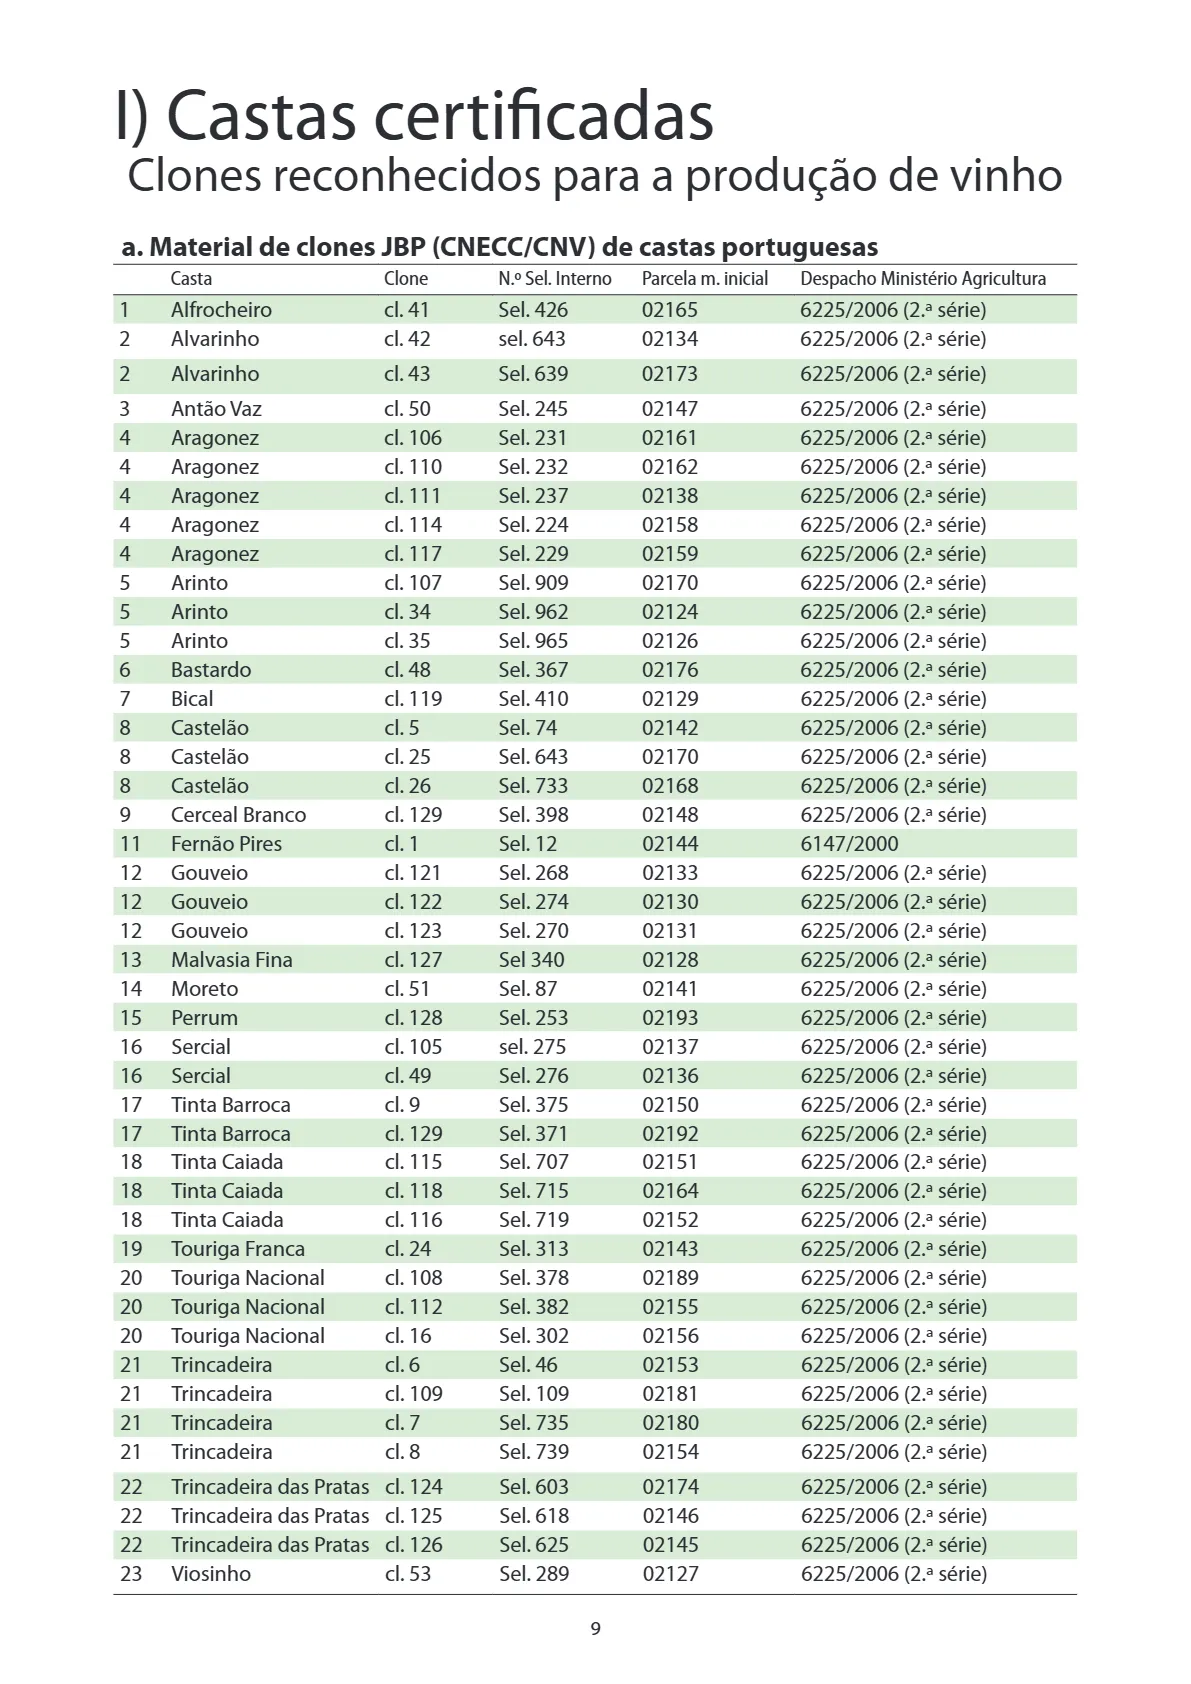 I) Castas certificadas
Clones reconhecidos para a produção de vinho
a. Material de clones JBP (CNECC/CNV) de castas portuguesas
Casta Clone N.º Sel. Interno Parcela m. inicial Despacho Ministério Agricultura
1 Alfrocheiro cl. 41 Sel. 426 02165 6225/2006 (2.ª série)
2 Alvarinho cl. 42 sel. 643 02134 6225/2006 (2.ª série)
2 Alvarinho cl. 43 Sel. 639 02173 6225/2006 (2.ª série)
3 Antão Vaz cl. 50 Sel. 245 02147 6225/2006 (2.ª série)
4 Aragonez cl. 106 Sel. 231 02161 6225/2006 (2.ª série)
4 Aragonez cl. 110 Sel. 232 02162 6225/2006 (2.ª série)
4 Aragonez cl. 111 Sel. 237 02138 6225/2006 (2.ª série)
4 Aragonez cl. 114 Sel. 224 02158 6225/2006 (2.ª série)
4 Aragonez cl. 117 Sel. 229 02159 6225/2006 (2.ª série)
5 Arinto cl. 107 Sel. 909 02170 6225/2006 (2.ª série)
5 Arinto cl. 34 Sel. 962 02124 6225/2006 (2.ª série)
5 Arinto cl. 35 Sel. 965 02126 6225/2006 (2.ª série)
6 Bastardo cl. 48 Sel. 367 02176 6225/2006 (2.ª série)
7 Bical cl. 119 Sel. 410 02129 6225/2006 (2.ª série)
8 Castelão cl. 5 Sel. 74 02142 6225/2006 (2.ª série)
8 Castelão cl. 25 Sel. 643 02170 6225/2006 (2.ª série)
8 Castelão cl. 26 Sel. 733 02168 6225/2006 (2.ª série)
9 Cerceal Branco cl. 129 Sel. 398 02148 6225/2006 (2.ª série)
11 Fernão Pires cl. 1 Sel. 12 02144 6147/2000
12 Gouveio cl. 121 Sel. 268 02133 6225/2006 (2.ª série)
12 Gouveio cl. 122 Sel. 274 02130 6225/2006 (2.ª série)
12 Gouveio cl. 123 Sel. 270 02131 6225/2006 (2.ª série)
13 Malvasia Fina cl. 127 Sel 340 02128 6225/2006 (2.ª série)
14 Moreto cl. 51 Sel. 87 02141 6225/2006 (2.ª série)
15 Perrum cl. 128 Sel. 253 02193 6225/2006 (2.ª série)
16 Sercial cl. 105 sel. 275 02137 6225/2006 (2.ª série)
16 Sercial cl. 49 Sel. 276 02136 6225/2006 (2.ª série)
17 Tinta Barroca cl. 9 Sel. 375 02150 6225/2006 (2.ª série)
17 Tinta Barroca cl. 129 Sel. 371 02192 6225/2006 (2.ª série)
18 Tinta Caiada cl. 115 Sel. 707 02151 6225/2006 (2.ª série)
18 Tinta Caiada cl. 118 Sel. 715 02164 6225/2006 (2.ª série)
18 Tinta Caiada cl. 116 Sel. 719 02152 6225/2006 (2.ª série)
19 Touriga Franca cl. 24 Sel. 313 02143 6225/2006 (2.ª série)
20 Touriga Nacional cl. 108 Sel. 378 02189 6225/2006 (2.ª série)
20 Touriga Nacional cl. 112 Sel. 382 02155 6225/2006 (2.ª série)
20 Touriga Nacional cl. 16 Sel. 302 02156 6225/2006 (2.ª série)
21 Trincadeira cl. 6 Sel. 46 02153 6225/2006 (2.ª série)
21 Trincadeira cl. 109 Sel. 109 02181 6225/2006 (2.ª série)
21 Trincadeira cl. 7 Sel. 735 02180 6225/2006 (2.ª série)
21 Trincadeira cl. 8 Sel. 739 02154 6225/2006 (2.ª série)
22 Trincadeira das Pratas cl. 124 Sel. 603 02174 6225/2006 (2.ª série)
22 Trincadeira das Pratas cl. 125 Sel. 618 02146 6225/2006 (2.ª série)
22 Trincadeira das Pratas cl. 126 Sel. 625 02145 6225/2006 (2.ª série)
23 Viosinho cl. 53 Sel. 289 02127 6225/2006 (2.ª série)
9